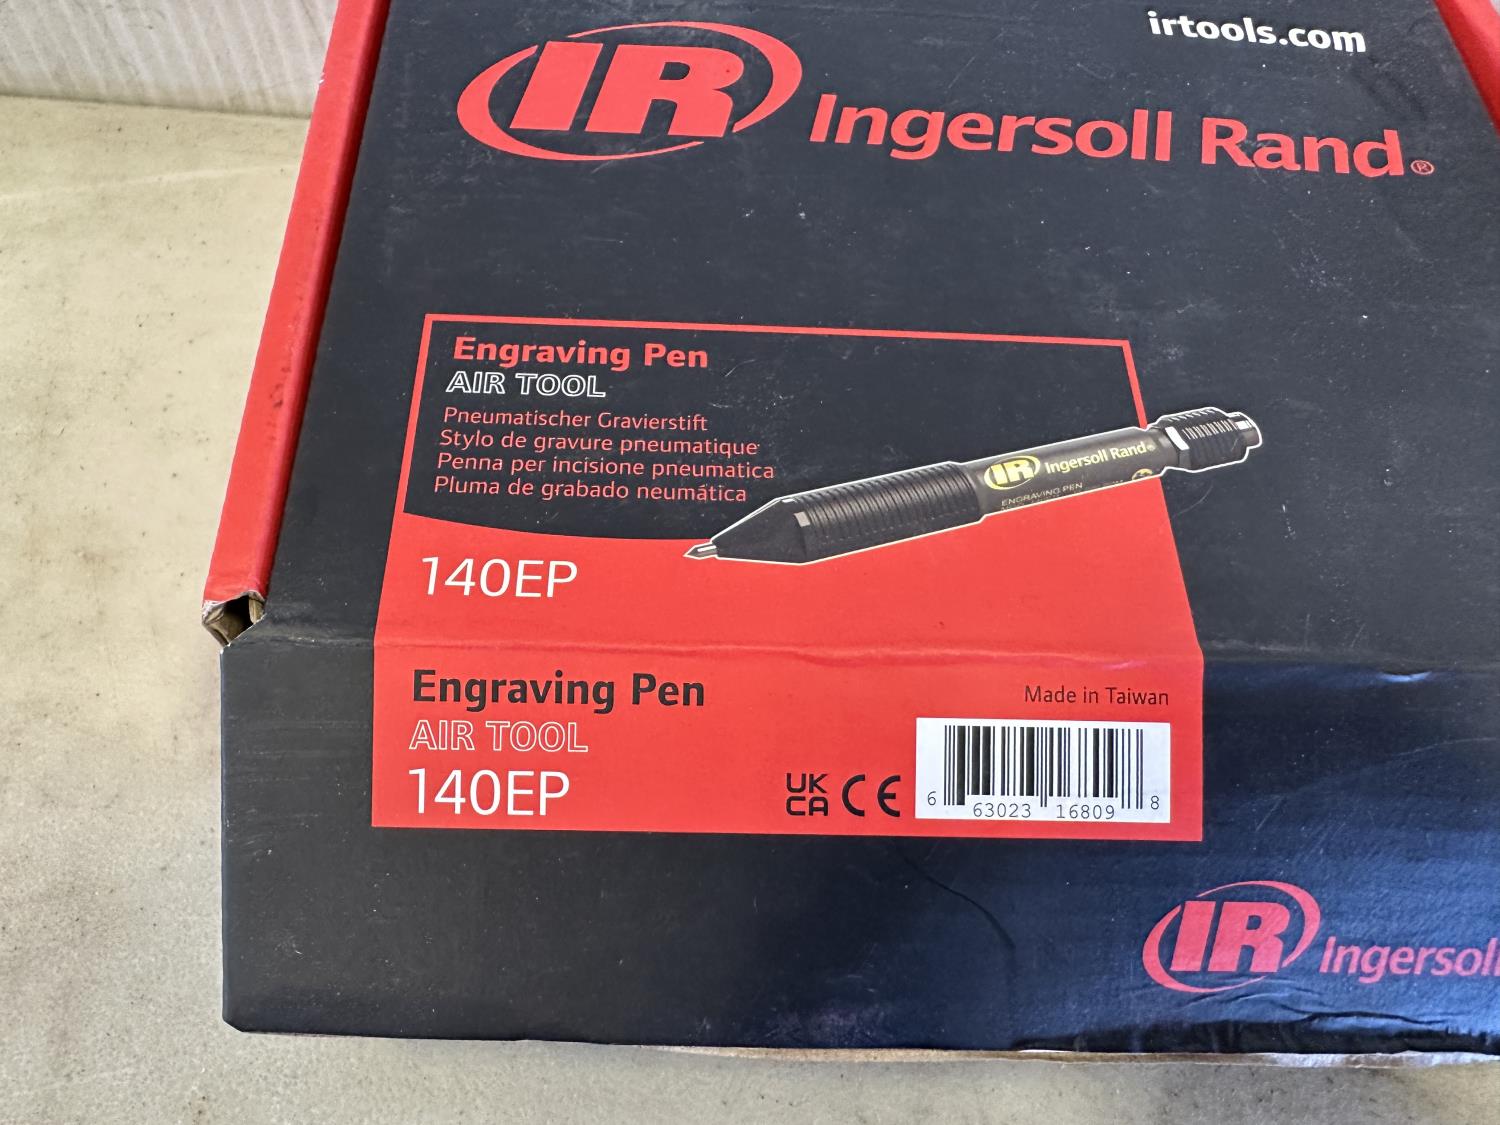 irtools.com
IR Ingersoll Rand®
Engraving Pen
AIR TOOL
Pneumatischer Gravierstift
Stylo de gravure pneumatique
Penna per incisione pneumatica
Pluma de grabado neumática
IR Ingersoll Rand®
ENGRAVING PEN
140EP
Engraving Pen
AIR TOOL
140EP
Made in Taiwan
UK
CA CE
6 63023 16809 8
IR Ingersoll